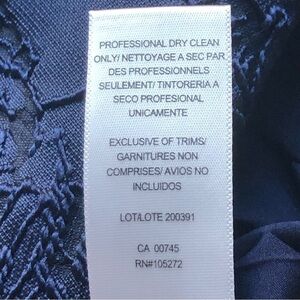 PROFESSIONAL DRY CLEAN
ONLY/ NETTOYAGE A SEC PAR
DES PROFESSIONNELS
SEULEMENT/ TINTORERIA A
SECO PROFESIONAL
UNICAMENTE
EXCLUSIVE OF TRIMS/
GARNITURES NON
COMPRISES/ AVIOS NO
INCLUIDOS
LOT/LOTE 200391
CA 00745
RN#105272